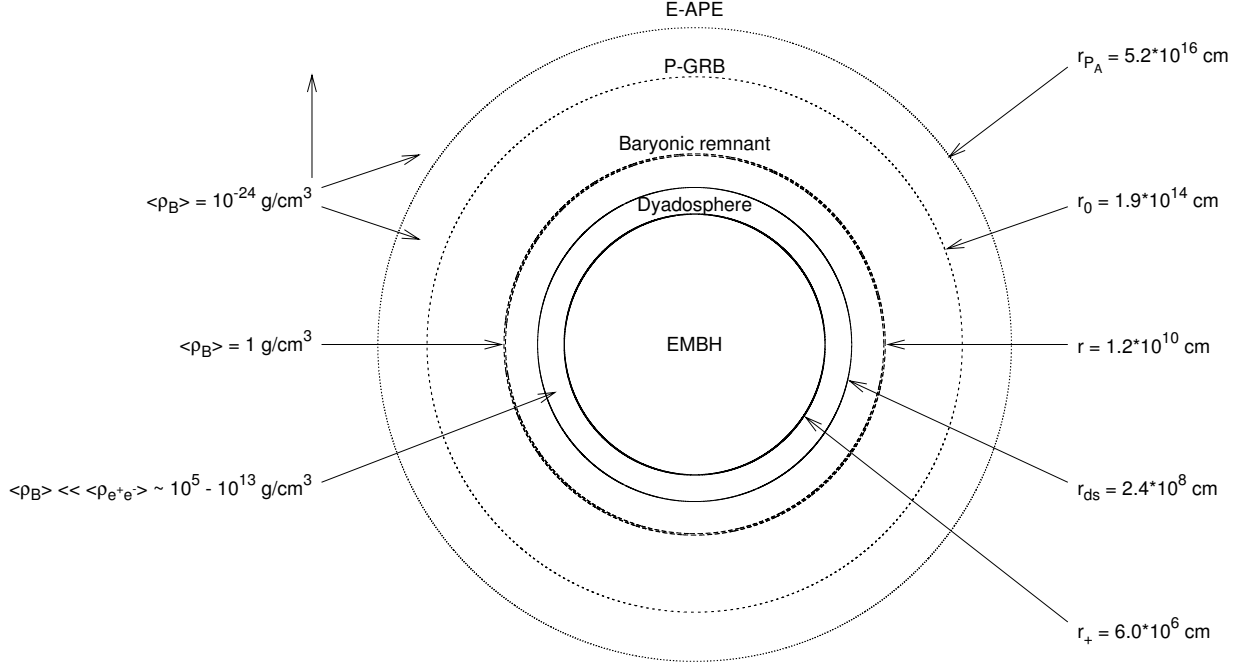 E-APE
r_{P_A} = 5.2*10^{16} cm
P-GRB
Baryonic remnant
<ρ_B> = 10^{-24} g/cm^3
Dyadosphere
r_0 = 1.9*10^{14} cm
<ρ_B> = 1 g/cm^3
EMBH
r = 1.2*10^{10} cm
<ρ_B> << <ρ_{e^+e^-}> ~ 10^5 - 10^{13} g/cm^3
r_{ds} = 2.4*10^8 cm
r_+ = 6.0*10^6 cm